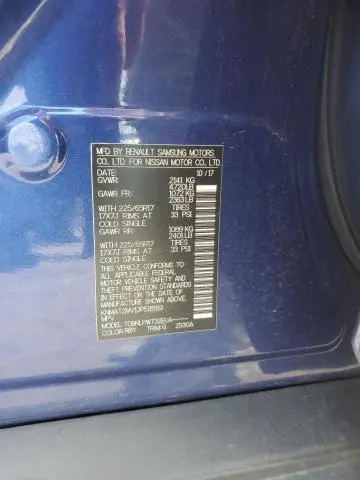 MFD BY RENAULT SAMSUNG MOTORS
CO., LTD. FOR NISSAN MOTOR CO., LTD.
DATE: 10/17
GVWR: 2141 KG
4720LB
GAWR FR: 1072 KG
2363LB
WITH 225/65R17 TIRES
17X7J RIMS AT 33 PSI
COLD SINGLE
GAWR RR 1089 KG
2401LB
WITH 225/65R17 TIRES
17X7J RIMS AT 33 PSI
COLD SINGLE
THIS VEHICLE CONFORMS TO
ALL APPLICABLE FEDERAL
MOTOR VEHICLE SAFETY, BUMPER
AND THEFT PREVENTION
STANDARDS IN EFFECT ON THE
DATE OF MANUFACTURE
SHOWN ABOVE.
MPV
COLOR RBY TRIM G